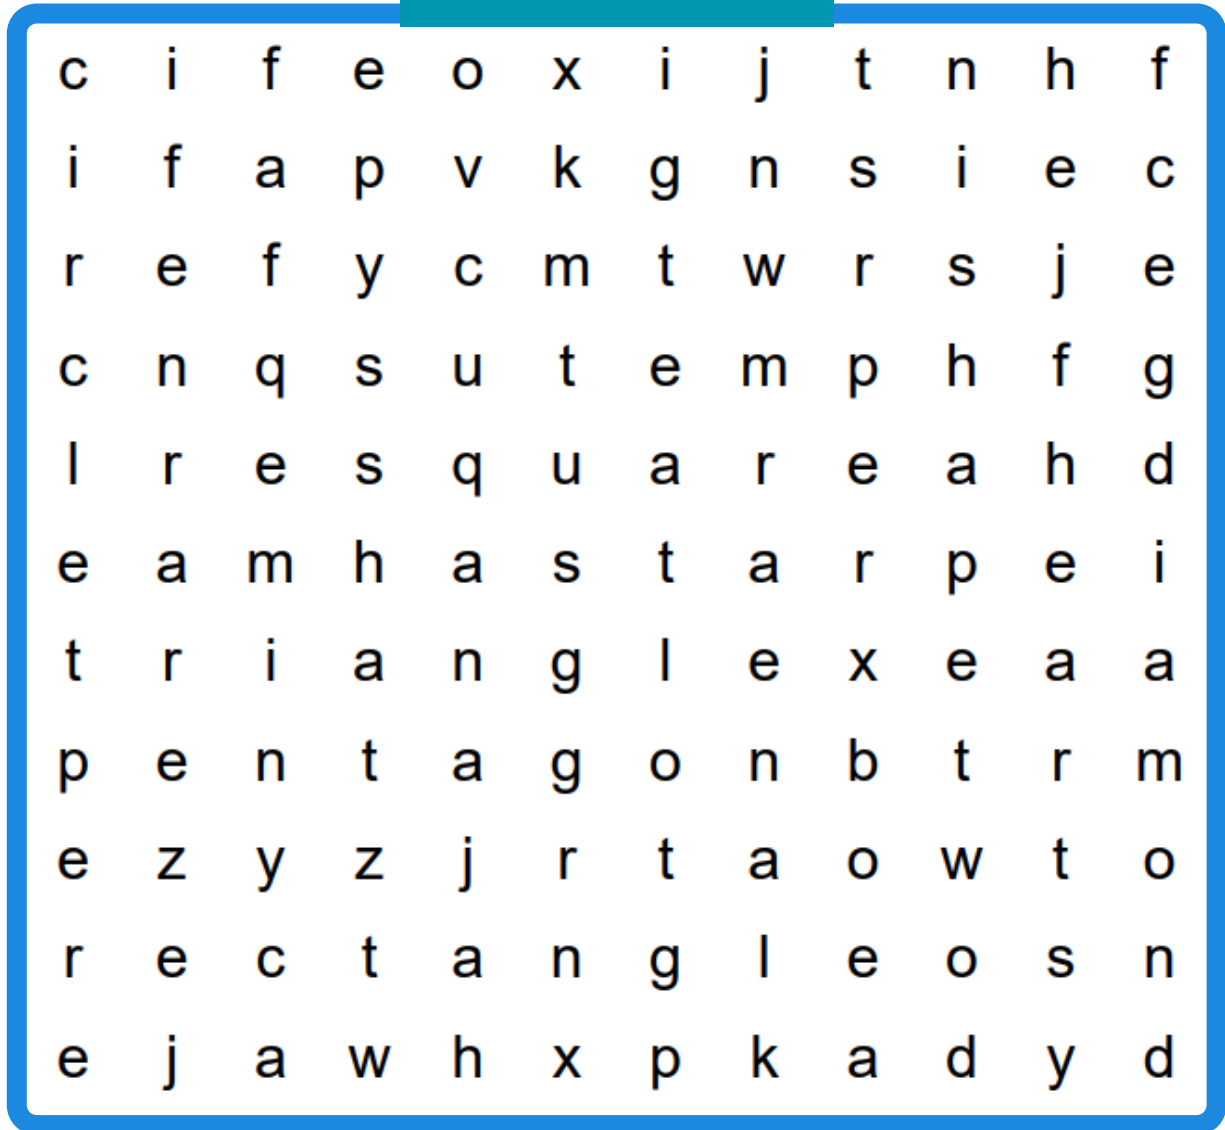 c i f e o x i j t n h f
i f a p v k g n s i e c
r e f y c m t w r s j e
c n q s u t e m p h f g
l r e s q u a r e a h d
e a m h a s t a r p e i
t r i a n g l e x e a a
p e n t a g o n b t r m
e z y z j r t a o w t o
r e c t a n g l e o s n
e j a w h x p k a d y d